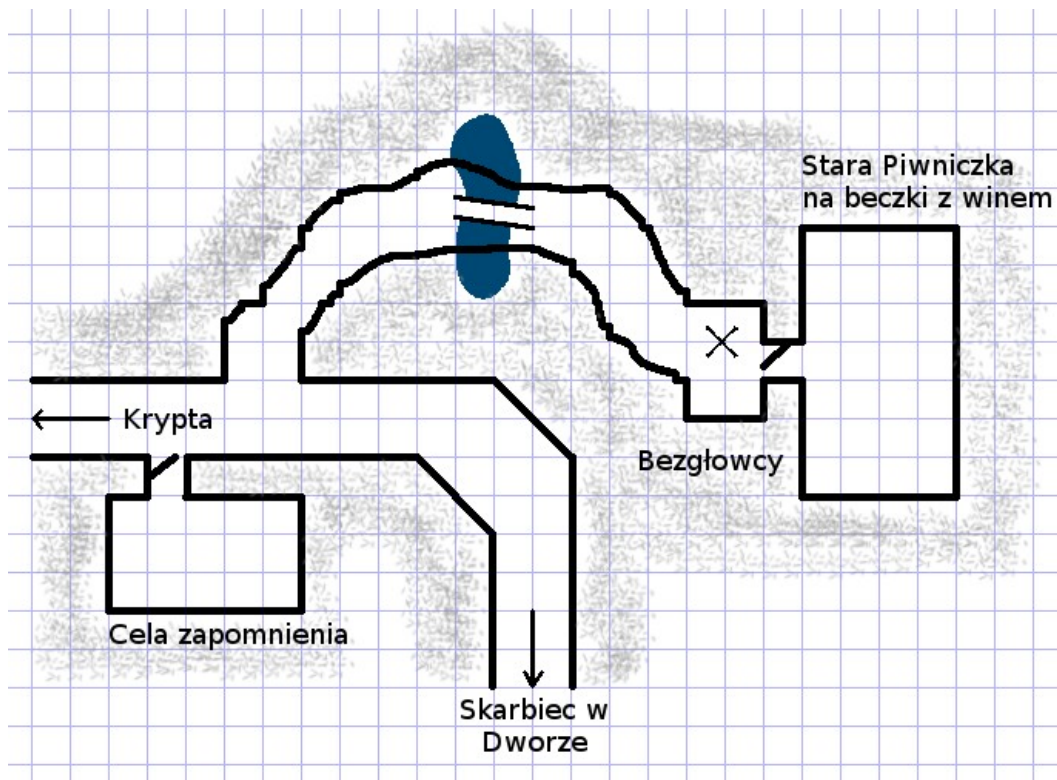 Stara Piwniczka
na beczki z winem
Krypta
Bezgłowcy
Cela zapomnienia
Skarbiec w
Dworze